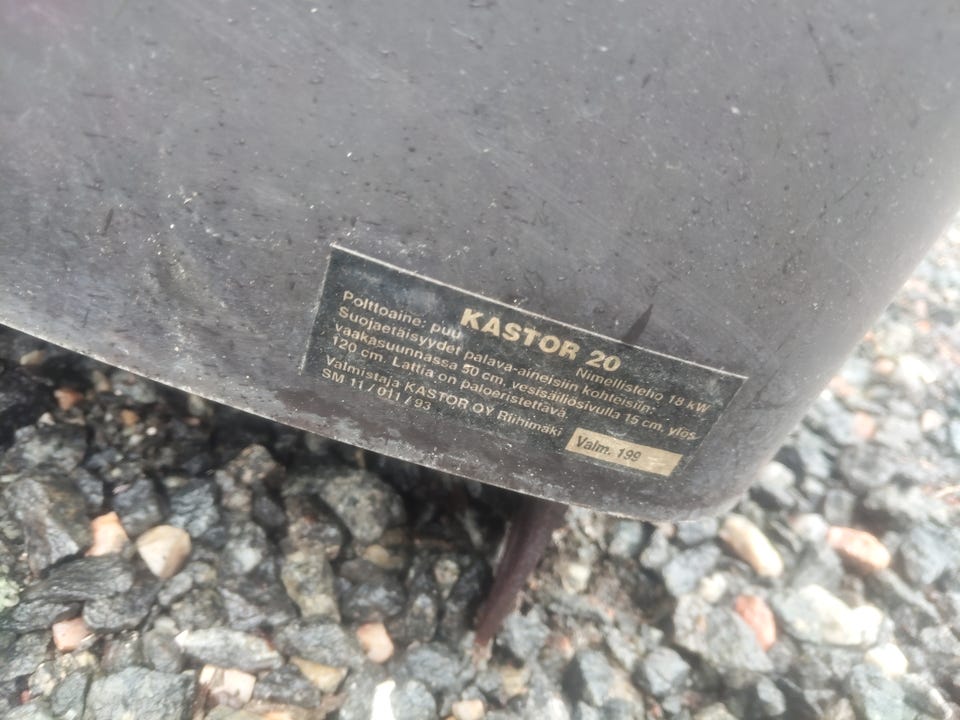 KASTOR 20
Polttoaine: puu Nimellisteho 18 kW
Suojaetäisyydet palava-aineisiin kohteisiin:
vaakasuunnassa 50 cm, vesisäiliösivulla 15 cm, ylös
120 cm. Lattia on paloeristettävä.
Valmistaja KASTOR OY Riihimäki
SM 11 / 011 / 93
Valm. 199